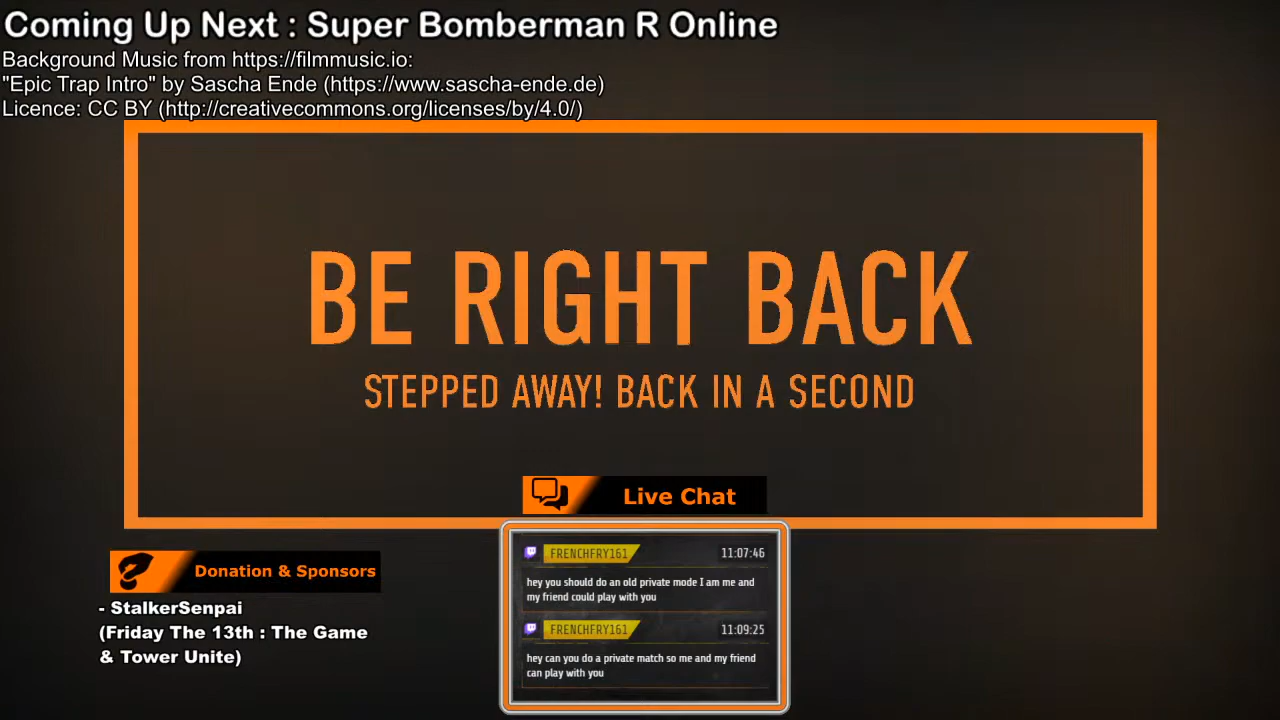 Coming Up Next : Super Bomberman R Online
Background Music from https://filmmusic.io:
"Epic Trap Intro" by Sascha Ende (https://www.sascha-ende.de)
Licence: CC BY (http://creativecommons.org/licenses/by/4.0/)
BE RIGHT BACK
STEPPED AWAY! BACK IN A SECOND
Live Chat
FRENCHFRY161 11:07:46
hey you should do an old private mode I am me and
my friend could play with you
FRENCHFRY161 11:09:25
hey can you do a private match so me and my friend
can play with you
Donation & Sponsors
- StalkerSenpai
(Friday The 13th : The Game
& Tower Unite)